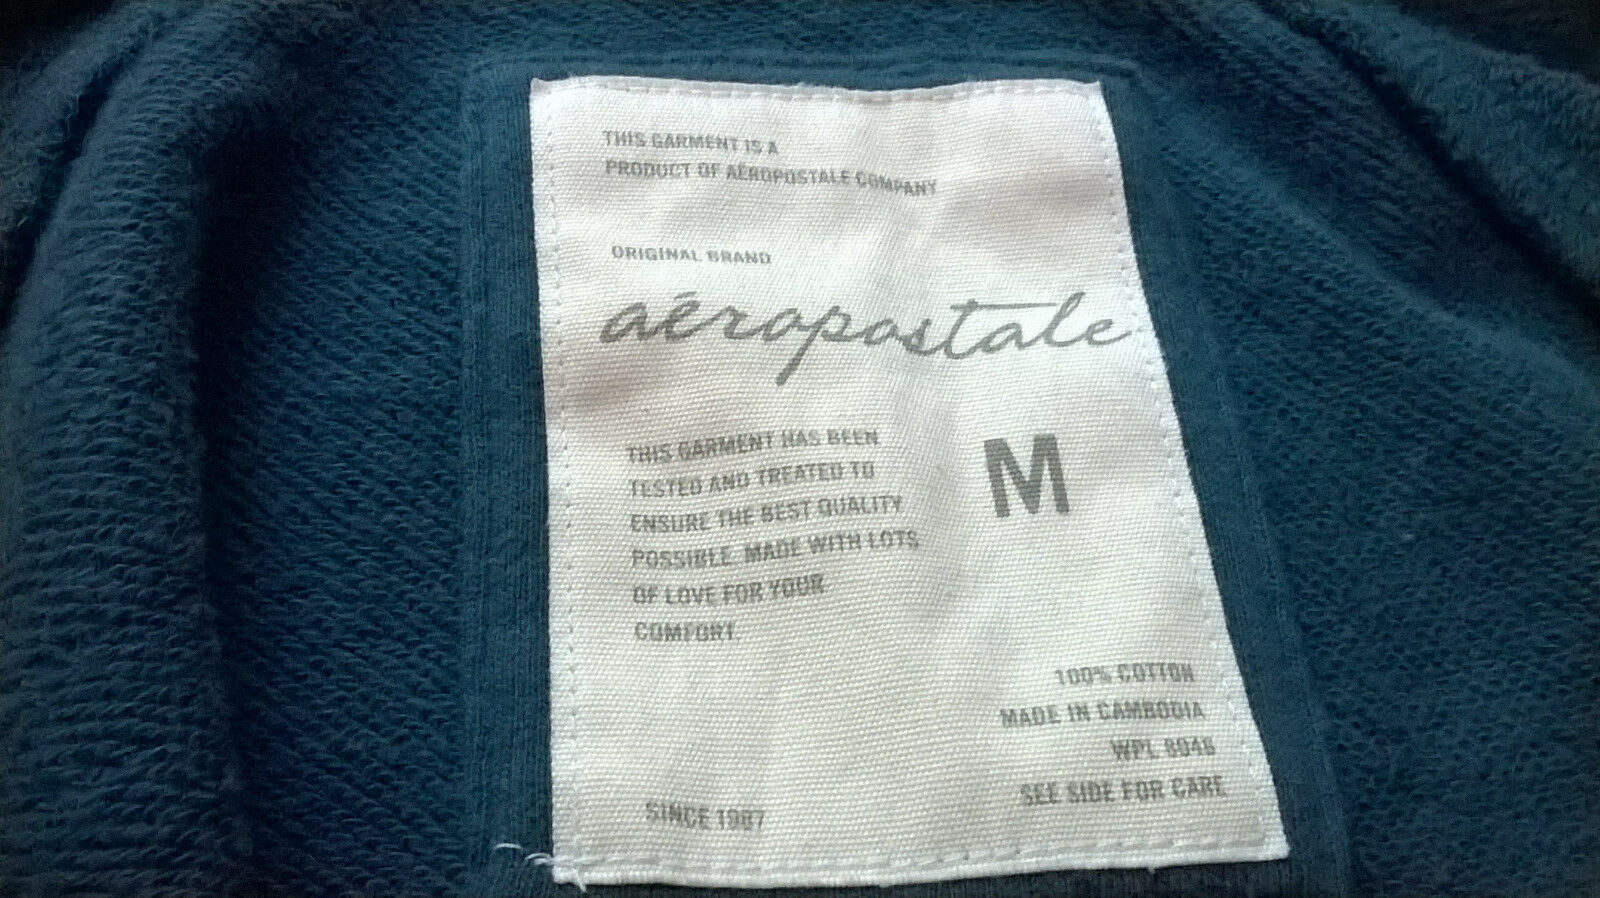 THIS GARMENT IS A
PRODUCT OF AÉROPOSTALE COMPANY
ORIGINAL BRAND
aéropostale
THIS GARMENT HAS BEEN
TESTED AND TREATED TO
ENSURE THE BEST QUALITY
POSSIBLE. MADE WITH LOTS
OF LOVE FOR YOUR
COMFORT.
M
100% COTTON
MADE IN CAMBODIA
WPL 8046
SEE SIDE FOR CARE
SINCE 1987